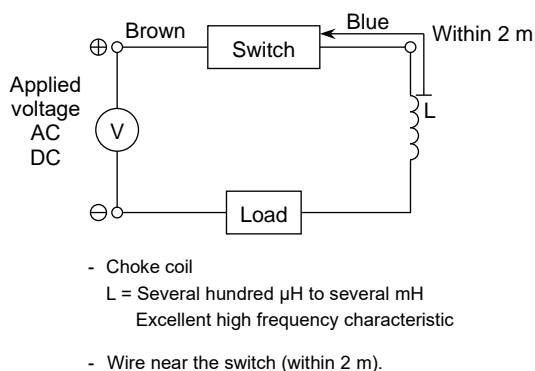 Brown
Blue
Within 2 m
⊕
Switch
Applied
voltage
AC
DC
V
L
⊖
Load
- Choke coil
L = Several hundred μH to several mH
Excellent high frequency characteristic
- Wire near the switch (within 2 m).